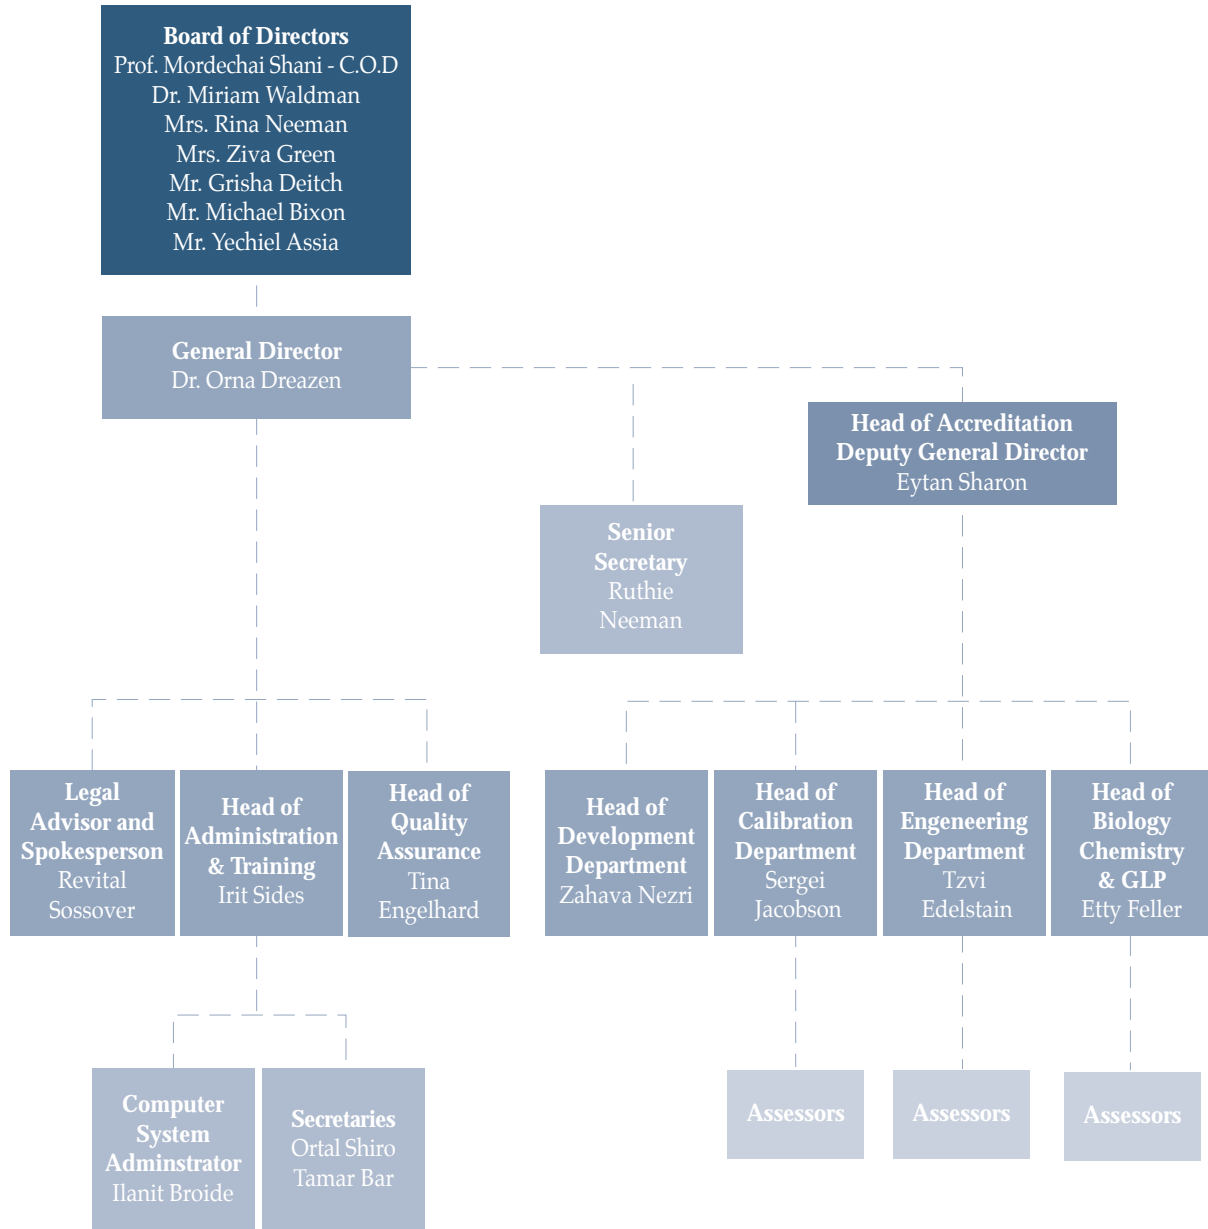 Board of Directors
Prof. Mordechai Shani - C.O.D
Dr. Miriam Waldman
Mrs. Rina Neeman
Mrs. Ziva Green
Mr. Grisha Deitch
Mr. Michael Bixon
Mr. Yechiel Assia
General Director
Dr. Orna Dreazen
Head of Accreditation
Deputy General Director
Eytan Sharon
Senior
Secretary
Ruthie
Neeman
Legal
Advisor and
Spokesperson
Revital
Sossover
Head of
Administration
& Training
Irit Sides
Head of
Quality
Assurance
Tina
Engelhard
Head of
Development
Department
Zahava Nezri
Head of
Calibration
Department
Sergei
Jacobson
Head of
Engeneering
Department
Tzvi
Edelstain
Head of
Biology
Chemistry
& GLP
Etty Feller
Computer
System
Adminstrator
Ilanit Broide
Secretaries
Ortal Shiro
Tamar Bar
Assessors
Assessors
Assessors